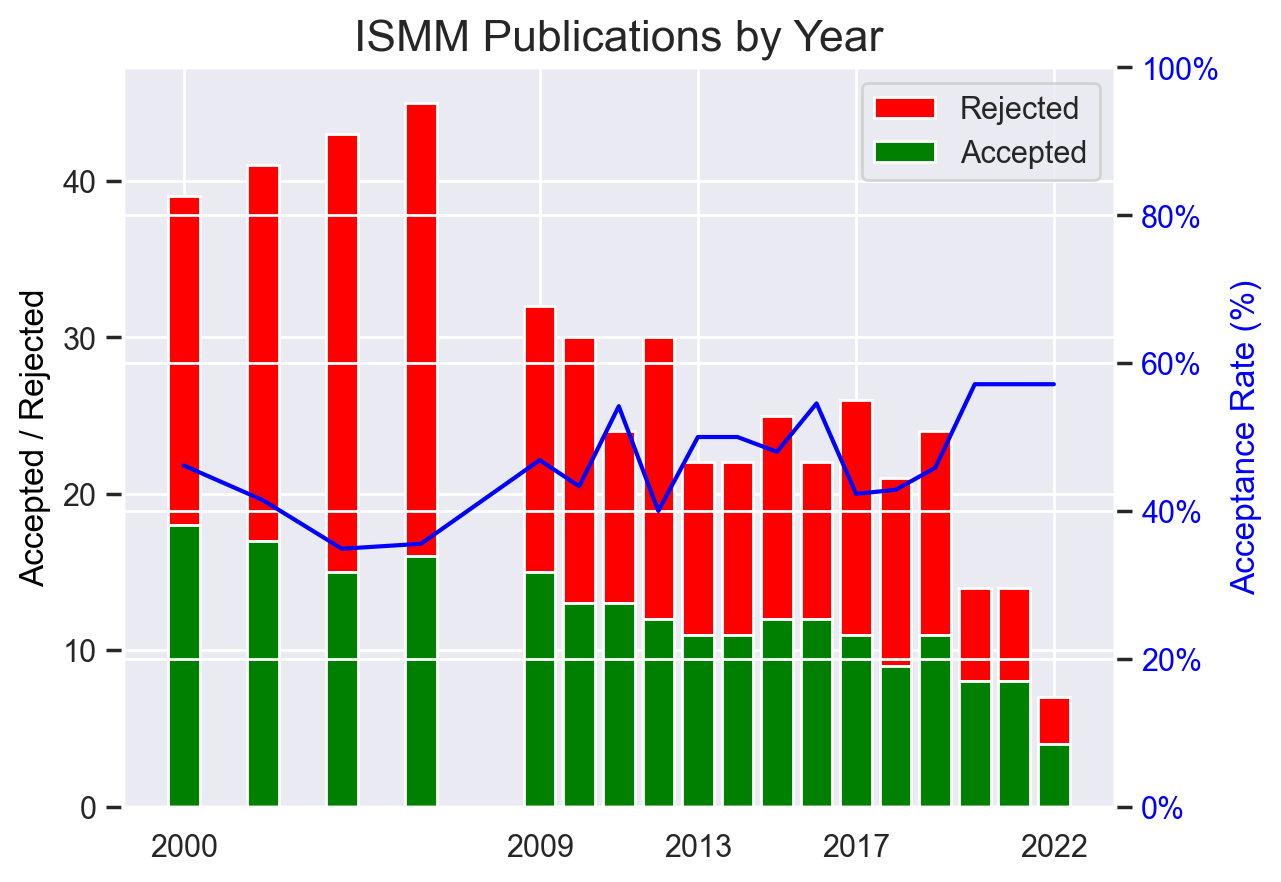 ISMM Publications by Year
Accepted / Rejected
40
30
20
10
0
Rejected
Accepted
100%
80%
60%
40%
20%
0%
Acceptance Rate (%)
2000 2009 2013 2017 2022